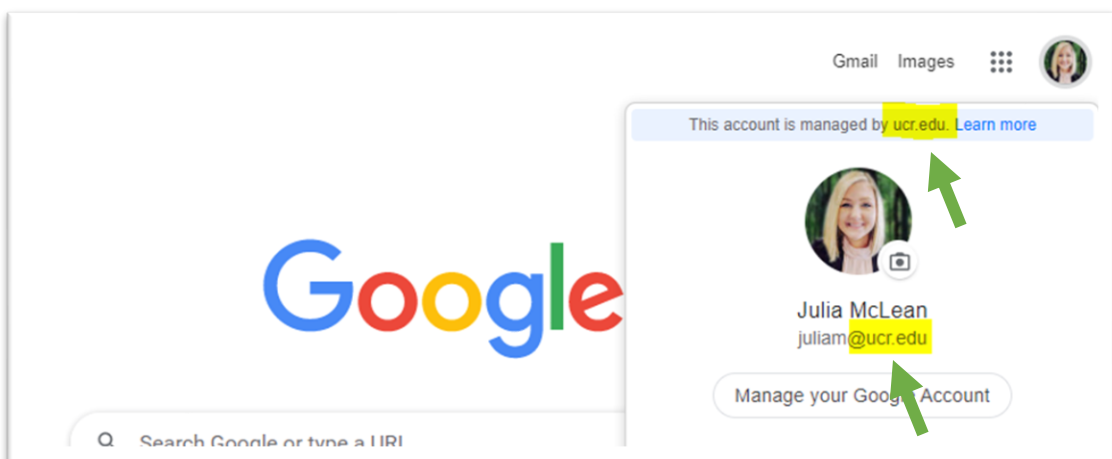 Gmail Images
This account is managed by ucr.edu. Learn more
Google
Julia McLean
juliam@ucr.edu
Manage your Google Account
Search Google or type a URL